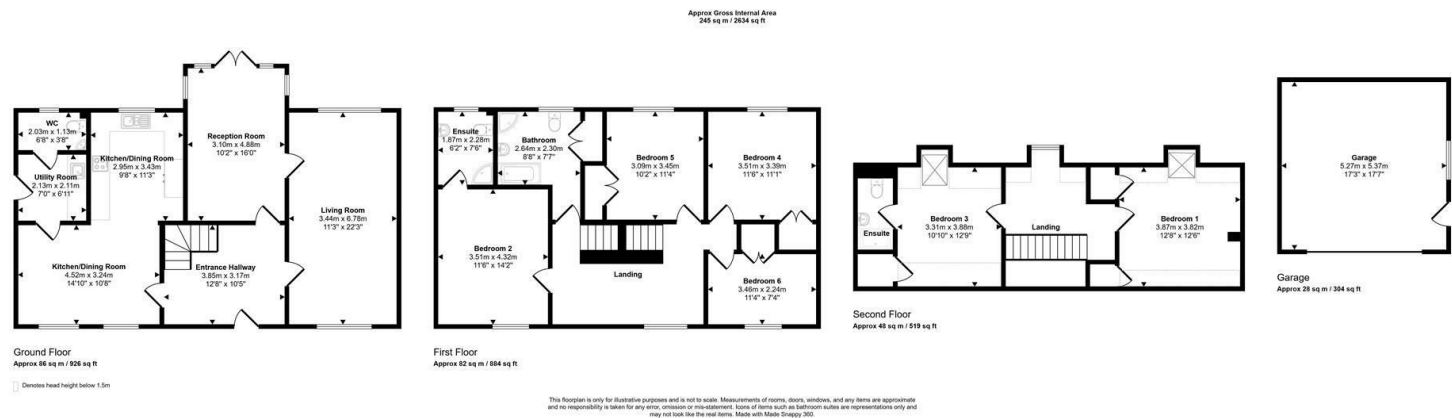 Approx Gross Internal Area
245 sq m / 2634 sq ft
WC
2.03m x 1.13m
6'8" x 3'8"
Kitchen/Dining Room
2.95m x 3.43m
9'8" x 11'3"
Utility Room
2.13m x 2.11m
7'0" x 6'11"
Reception Room
3.10m x 4.88m
10'2" x 16'0"
Living Room
3.44m x 6.78m
11'3" x 22'3"
Kitchen/Dining Room
4.52m x 3.24m
14'10" x 10'8"
Entrance Hallway
3.85m x 3.17m
12'8" x 10'5"
Ground Floor
Approx 86 sq m / 926 sq ft
Denotes head height below 1.5m
Ensuite
1.87m x 2.28m
6'2" x 7'6"
Bathroom
2.64m x 2.30m
8'8" x 7'7"
Bedroom 5
3.09m x 3.45m
10'2" x 11'4"
Bedroom 4
3.51m x 3.39m
11'6" x 11'1"
Bedroom 2
3.51m x 4.32m
11'6" x 14'2"
Landing
Bedroom 6
3.46m x 2.24m
11'4" x 7'4"
First Floor
Approx 82 sq m / 884 sq ft
Ensuite
Bedroom 3
3.31m x 3.88m
10'10" x 12'9"
Landing
Bedroom 1
3.87m x 3.82m
12'8" x 12'6"
Second Floor
Approx 48 sq m / 519 sq ft
Garage
5.27m x 5.37m
17'3" x 17'7"
Garage
Approx 28 sq m / 304 sq ft
This floorplan is only for illustrative purposes and is not to scale. Measurements of rooms, doors, windows, and any items are approximate
and no responsibility is taken for any error, omission or mis-statement. Icons of items such as bathroom suites are representations only and
may not look like the real items. Made with Made Snappy 360.